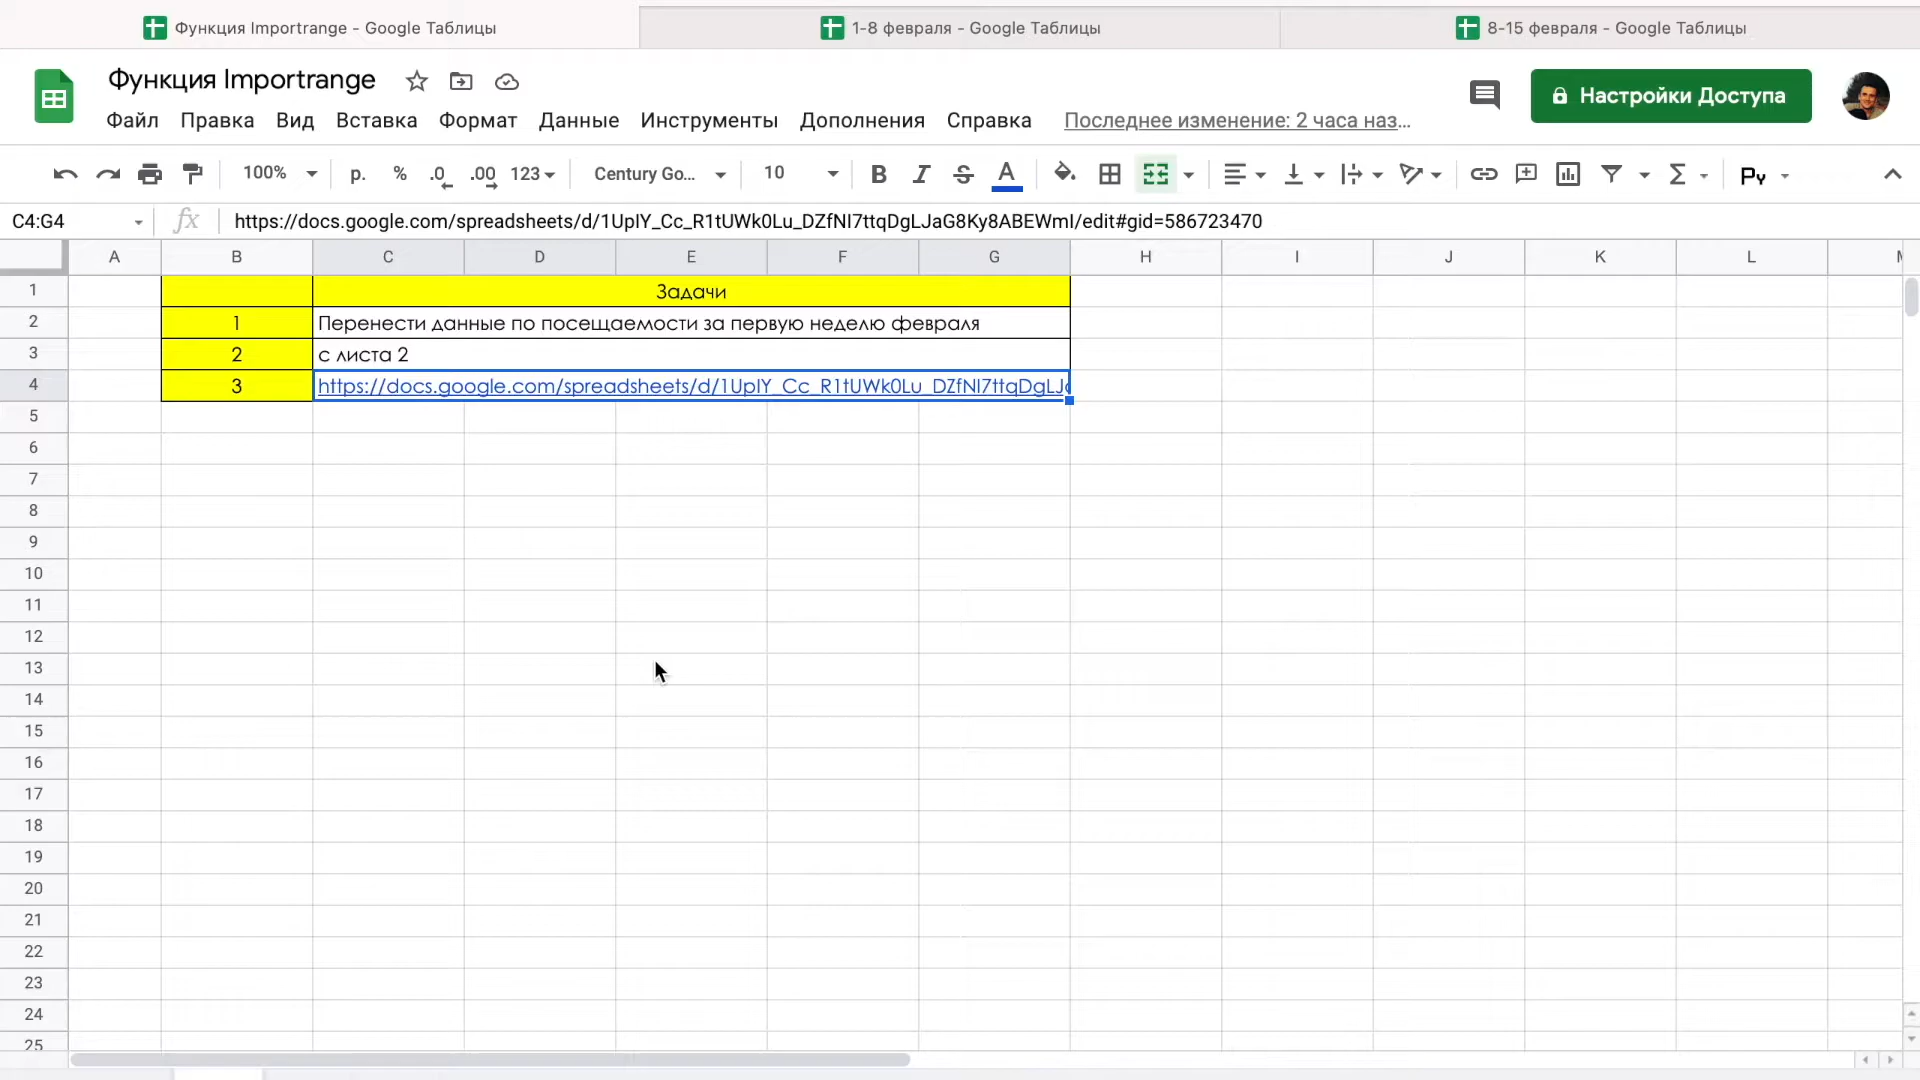 Функция Importrange - Google Таблицы
1-8 февраля - Google Таблицы
8-15 февраля - Google Таблицы
Функция Importrange
Файл Правка Вид Вставка Формат Данные Инструменты Дополнения Справка Последнее изменение: 2 часа наз...
Настройки Доступа
100% р. % .0 .00 123 Century Go... 10 B I S A Σ Ру
C4:G4 fx https://docs.google.com/spreadsheets/d/1UpIY_Cc_R1tUWk0Lu_DZfNI7ttqDgLJaG8Ky8ABEWmI/edit#gid=586723470
A B C D E F G H I J K L
1 Задачи
2 1 Перенести данные по посещаемости за первую неделю февраля
3 2 с листа 2
4 3 https://docs.google.com/spreadsheets/d/1UpIY_Cc_R1tUWk0Lu_DZfNI7ttqDgLJ
5
6
7
8
9
10
11
12
13
14
15
16
17
18
19
20
21
22
23
24
25